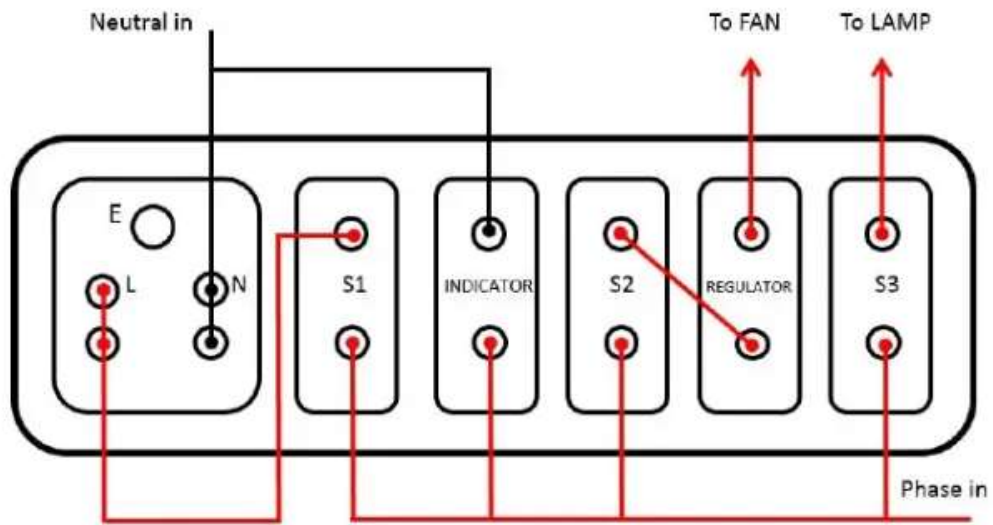 Neutral in
To FAN
To LAMP
E
L
N
S1
INDICATOR
S2
REGULATOR
S3
Phase in